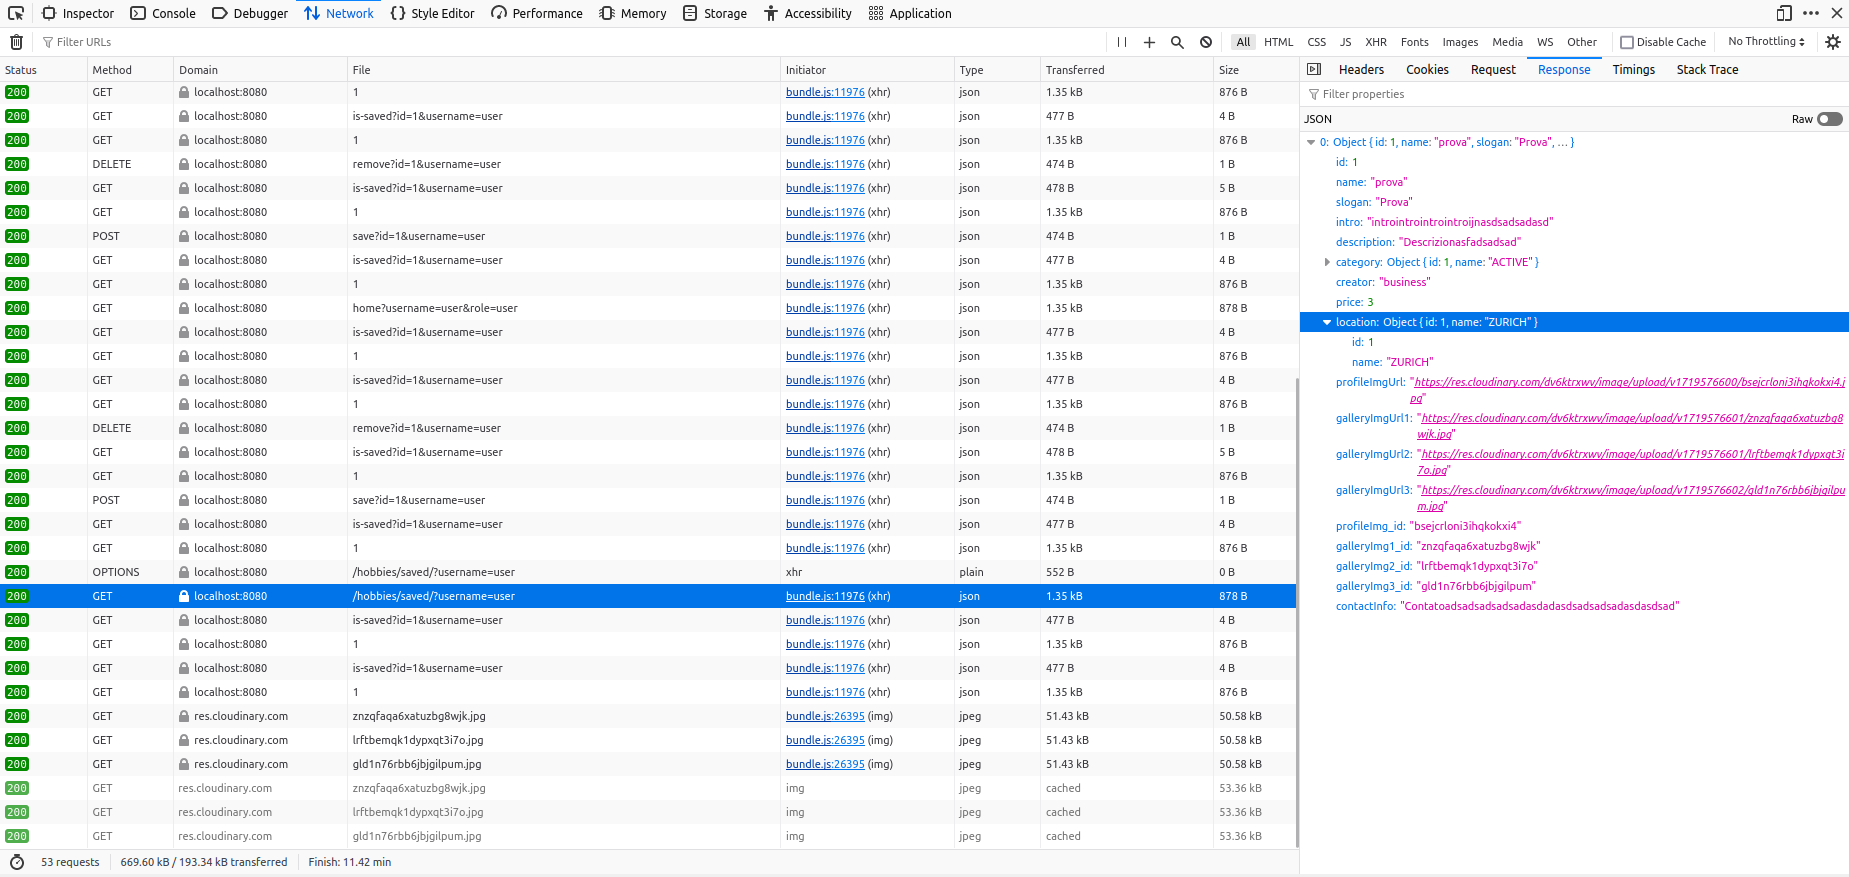 Inspector Console Debugger Network Style Editor Performance Memory Storage Accessibility Application
Filter URLs All HTML CSS JS XHR Fonts Images Media WS Other Disable Cache No Throttling
Status Method Domain File Initiator Type Transferred Size
200 GET localhost:8080 1 bundle.js:11976 (xhr) json 1.35 kB 876 B
200 GET localhost:8080 is-saved?id=1&username=user bundle.js:11976 (xhr) json 477 B 4 B
200 GET localhost:8080 1 bundle.js:11976 (xhr) json 1.35 kB 876 B
200 DELETE localhost:8080 remove?id=1&username=user bundle.js:11976 (xhr) json 474 B 1 B
200 GET localhost:8080 is-saved?id=1&username=user bundle.js:11976 (xhr) json 478 B 5 B
200 GET localhost:8080 1 bundle.js:11976 (xhr) json 1.35 kB 876 B
200 POST localhost:8080 save?id=1&username=user bundle.js:11976 (xhr) json 474 B 1 B
200 GET localhost:8080 is-saved?id=1&username=user bundle.js:11976 (xhr) json 477 B 4 B
200 GET localhost:8080 1 bundle.js:11976 (xhr) json 1.35 kB 876 B
200 GET localhost:8080 home?username=user&role=user bundle.js:11976 (xhr) json 1.35 kB 878 B
200 GET localhost:8080 is-saved?id=1&username=user bundle.js:11976 (xhr) json 477 B 4 B
200 GET localhost:8080 1 bundle.js:11976 (xhr) json 1.35 kB 876 B
200 GET localhost:8080 is-saved?id=1&username=user bundle.js:11976 (xhr) json 477 B 4 B
200 GET localhost:8080 1 bundle.js:11976 (xhr) json 1.35 kB 876 B
200 DELETE localhost:8080 remove?id=1&username=user bundle.js:11976 (xhr) json 474 B 1 B
200 GET localhost:8080 is-saved?id=1&username=user bundle.js:11976 (xhr) json 478 B 5 B
200 GET localhost:8080 1 bundle.js:11976 (xhr) json 1.35 kB 876 B
200 POST localhost:8080 save?id=1&username=user bundle.js:11976 (xhr) json 474 B 1 B
200 GET localhost:8080 is-saved?id=1&username=user bundle.js:11976 (xhr) json 477 B 4 B
200 GET localhost:8080 1 bundle.js:11976 (xhr) json 1.35 kB 876 B
200 OPTIONS localhost:8080 /hobbies/saved/?username=user xhr plain 552 B 0 B
200 GET localhost:8080 /hobbies/saved/?username=user bundle.js:11976 (xhr) json 1.35 kB 878 B
200 GET localhost:8080 is-saved?id=1&username=user bundle.js:11976 (xhr) json 477 B 4 B
200 GET localhost:8080 1 bundle.js:11976 (xhr) json 1.35 kB 876 B
200 GET localhost:8080 is-saved?id=1&username=user bundle.js:11976 (xhr) json 477 B 4 B
200 GET localhost:8080 1 bundle.js:11976 (xhr) json 1.35 kB 876 B
200 GET res.cloudinary.com znzqfaqa6xatuzbg8wjk.jpg bundle.js:26395 (img) jpeg 51.43 kB 50.58 kB
200 GET res.cloudinary.com lrftbemqk1dypxqt3i7o.jpg bundle.js:26395 (img) jpeg 51.43 kB 50.58 kB
200 GET res.cloudinary.com gld1n76rbb6jbjgilpum.jpg bundle.js:26395 (img) jpeg 51.43 kB 50.58 kB
200 GET res.cloudinary.com znzqfaqa6xatuzbg8wjk.jpg img jpeg cached 53.36 kB
200 GET res.cloudinary.com lrftbemqk1dypxqt3i7o.jpg img jpeg cached 53.36 kB
200 GET res.cloudinary.com gld1n76rbb6jbjgilpum.jpg img jpeg cached 53.36 kB
53 requests 669.60 kB / 193.34 kB transferred Finish: 11.42 min
Headers Cookies Request Response Timings Stack Trace
Filter properties
JSON Raw
0: Object { id: 1, name: "prova", slogan: "Prova", … }
id: 1
name: "prova"
slogan: "Prova"
intro: "introintrointrointroijnasdsadsadasd"
description: "Descrizionasfadsadsad"
category: Object { id: 1, name: "ACTIVE" }
creator: "business"
price: 3
location: Object { id: 1, name: "ZURICH" }
id: 1
name: "ZURICH"
profileImgUrl: "https://res.cloudinary.com/dv6ktrxwv/image/upload/v1719576600/bsejcrloni3ihqkokxi4.j
pg"
galleryImgUrl1: "https://res.cloudinary.com/dv6ktrxwv/image/upload/v1719576601/znzqfaqa6xatuzbg8
wjk.jpg"
galleryImgUrl2: "https://res.cloudinary.com/dv6ktrxwv/image/upload/v1719576601/lrftbemqk1dypxqt3i
7o.jpg"
galleryImgUrl3: "https://res.cloudinary.com/dv6ktrxwv/image/upload/v1719576602/gld1n76rbb6jbjgilpu
m.jpg"
profileImg_id: "bsejcrloni3ihqkokxi4"
galleryImg1_id: "znzqfaqa6xatuzbg8wjk"
galleryImg2_id: "lrftbemqk1dypxqt3i7o"
galleryImg3_id: "gld1n76rbb6jbjgilpum"
contactInfo: "Contatoadsadsadsadsadasdadasdsadsadsadasdasdsad"